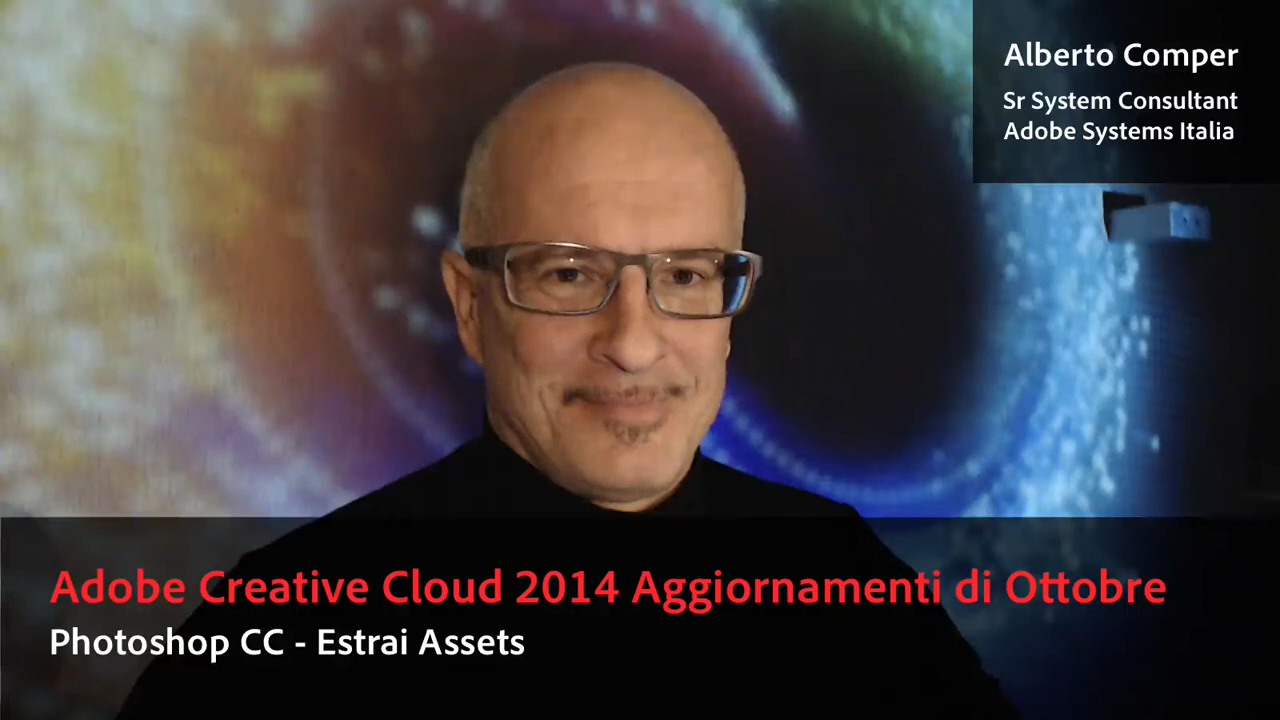 Alberto Comper
Sr System Consultant
Adobe Systems Italia
Adobe Creative Cloud 2014 Aggiornamenti di Ottobre
Photoshop CC - Estrai Assets